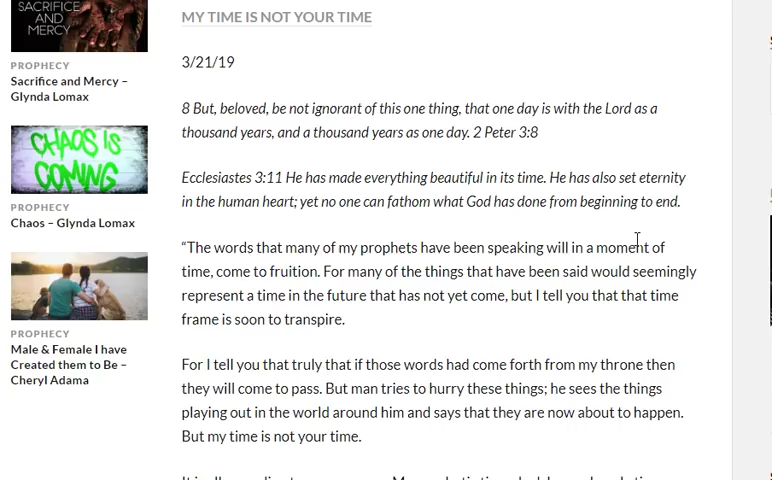 SACRIFICE
AND
MERCY
PROPHECY
Sacrifice and Mercy –
Glynda Lomax
CHAOS IS
COMING
PROPHECY
Chaos – Glynda Lomax
PROPHECY
Male & Female I have
Created them to Be –
Cheryl Adama
MY TIME IS NOT YOUR TIME
3/21/19
8 But, beloved, be not ignorant of this one thing, that one day is with the Lord as a
thousand years, and a thousand years as one day. 2 Peter 3:8
Ecclesiastes 3:11 He has made everything beautiful in its time. He has also set eternity
in the human heart; yet no one can fathom what God has done from beginning to end.
“The words that many of my prophets have been speaking will in a moment of
time, come to fruition. For many of the things that have been said would seemingly
represent a time in the future that has not yet come, but I tell you that that time
frame is soon to transpire.
For I tell you that truly that if those words had come forth from my throne then
they will come to pass. But man tries to hurry these things; he sees the things
playing out in the world around him and says that they are now about to happen.
But my time is not your time.